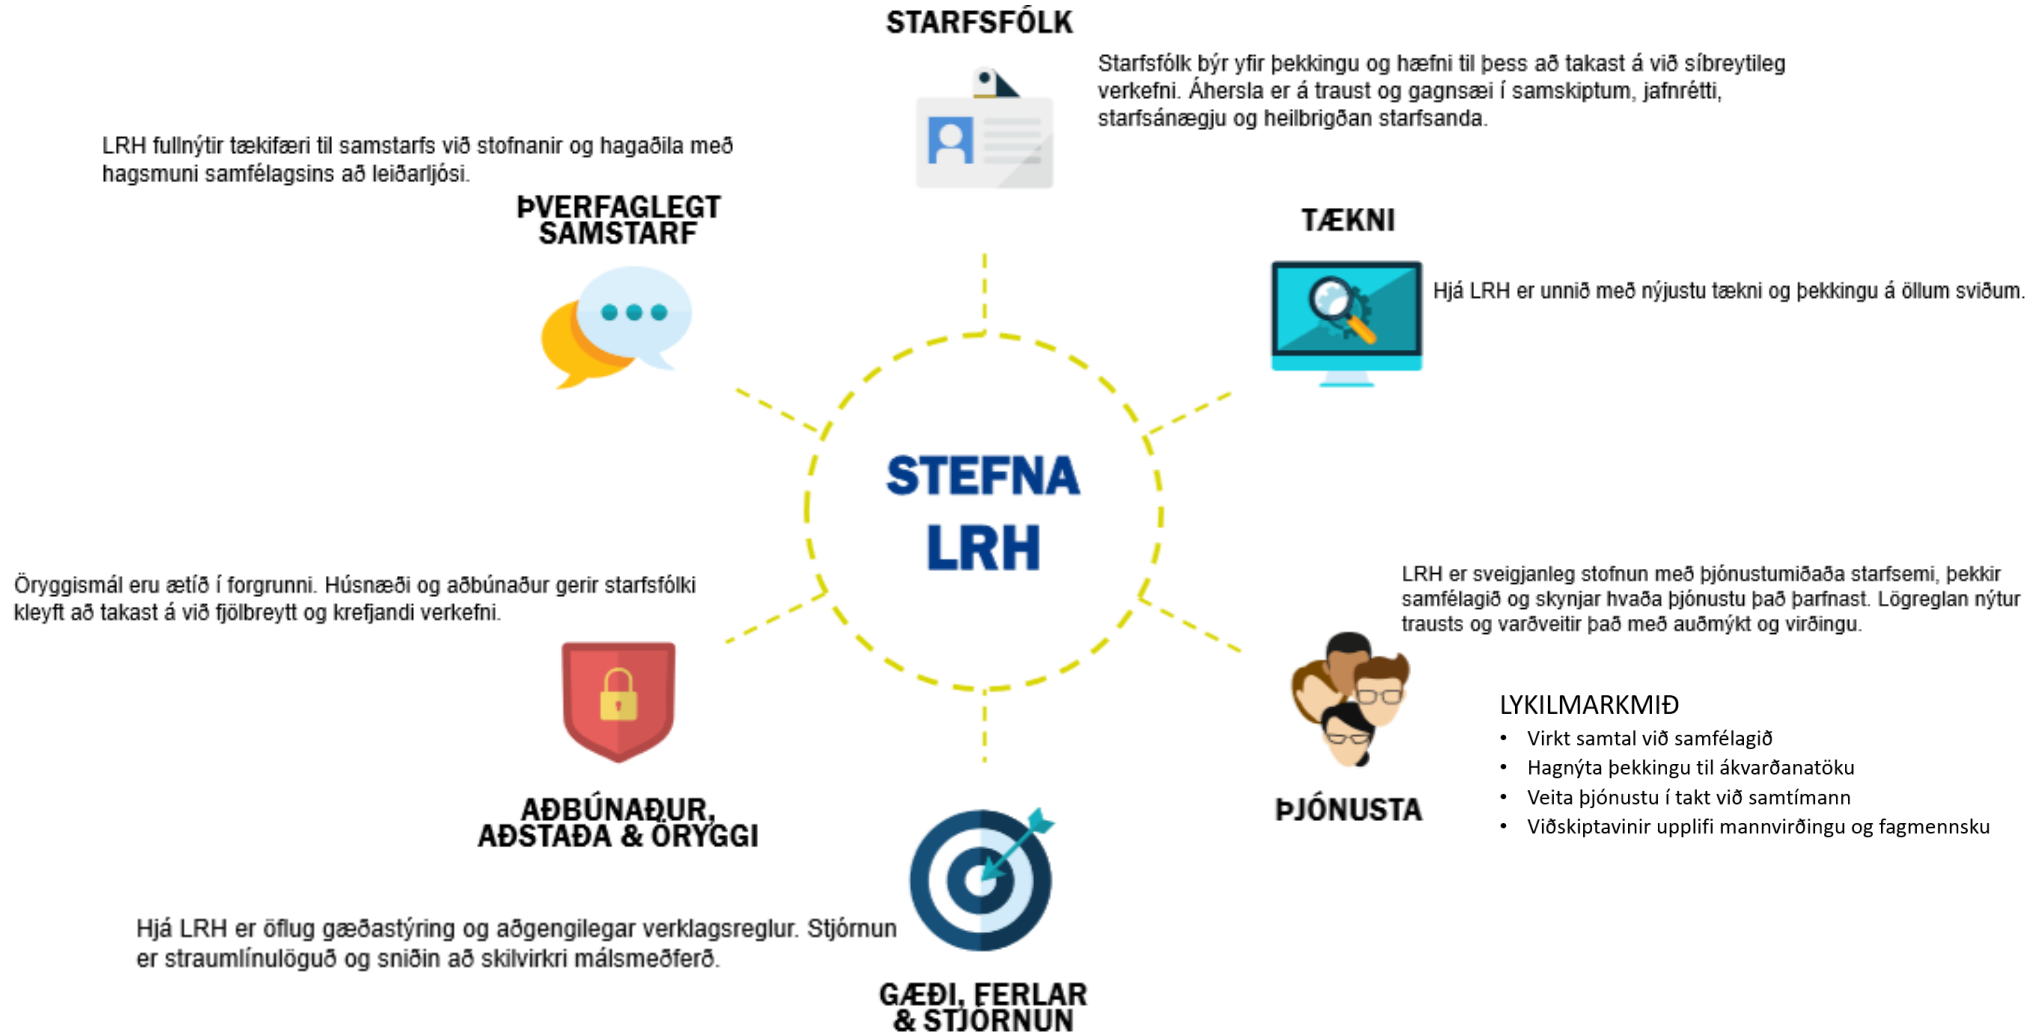 STARFSFÓLK
Starfsfólk býr yfir þekkingu og hæfni til þess að takast á við síbreytileg
verkefni. Áhersla er á traust og gagnsæi í samskiptum, jafnrétti,
starfsánægju og heilbrigðan starfsanda.
LRH fullnýtir tækifæri til samstarfs við stofnanir og hagaðila með
hagsmuni samfélagsins að leiðarljósi.
ÞVERFAGLEGT
SAMSTARF
TÆKNI
Hjá LRH er unnið með nýjustu tækni og þekkingu á öllum sviðum.
STEFNA
LRH
Öryggismál eru ætíð í forgrunni. Húsnæði og aðbúnaður gerir starfsfólki
kleyft að takast á við fjölbreytt og krefjandi verkefni.
AÐBÚNAÐUR,
AÐSTAÐA & ÖRYGGI
LRH er sveigjanleg stofnun með þjónustumiðaða starfsemi, þekkir
samfélagið og skynjar hvaða þjónustu það þarfnast. Lögreglan nýtur
trausts og varðveitir það með auðmýkt og virðingu.
ÞJÓNUSTA
LYKILMARKMIÐ
• Virkt samtal við samfélagið
• Hagnýta þekkingu til ákvarðanatöku
• Veita þjónustu í takt við samtímann
• Viðskiptavinir upplifi mannvirðingu og fagmennsku
Hjá LRH er öflug gæðastýring og aðgengilegar verklagsreglur. Stjórnun
er straumlínulöguð og sniðin að skilvirkri málsmeðferð.
GÆÐI, FERLAR
& STJÓRNUN